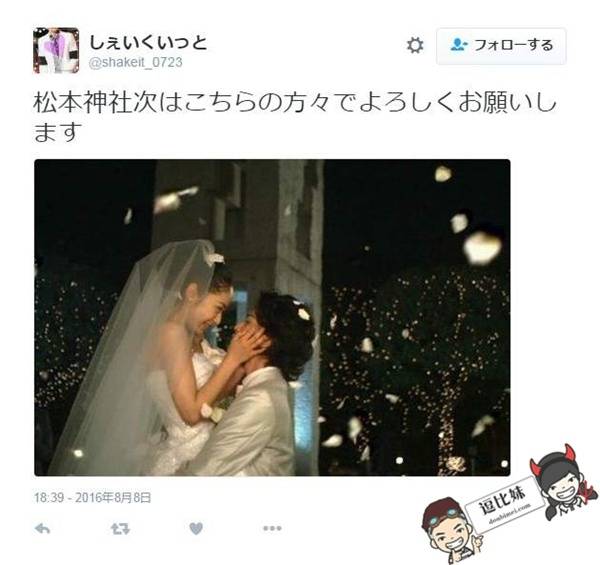 しぇいくいっと
@shakeit_0723
フォローする
松本神社次はこちらの方々でよろしくお願いし
ます
18:39 - 2016年8月8日
逗比妹
doubimei.com